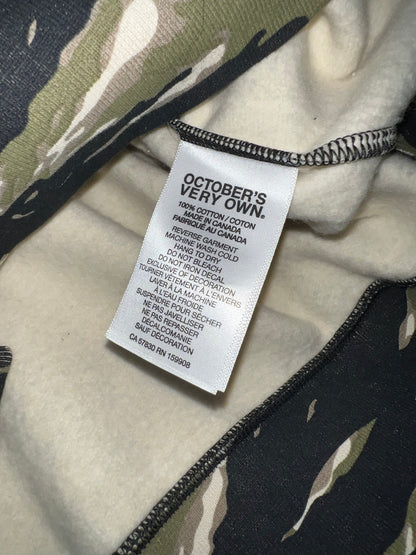 OCTOBER'S
VERY OWN®
100% COTTON / COTON
MADE IN CANADA
FABRIQUÉ AU CANADA
REVERSE GARMENT
MACHINE WASH COLD
HANG TO DRY
DO NOT BLEACH
DO NOT IRON DECAL
EXCLUSIVE OF DECORATION
TOURNER VÊTEMENT À L'ENVERS
LAVER À LA MACHINE
À L'EAU FROIDE
SUSPENDRE POUR SÉCHER
NE PAS JAVELLISER
NE PAS REPASSER
DÉCALCOMANIE
SAUF DÉCORATION
CA 57830 RN 159908